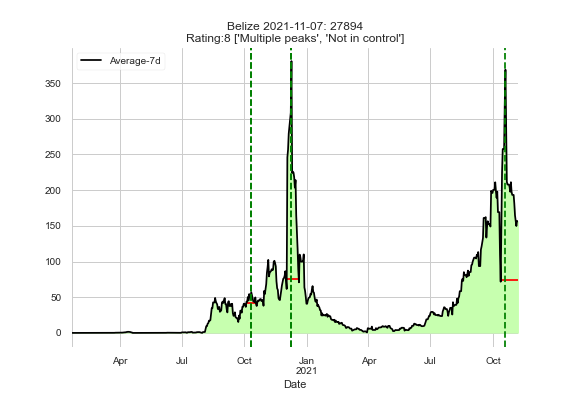 Belize 2021-11-07: 27894
Rating:8 ['Multiple peaks', 'Not in control']
Average-7d
350
300
250
200
150
100
50
0
Apr Jul Oct Jan Apr Jul Oct
2021
Date